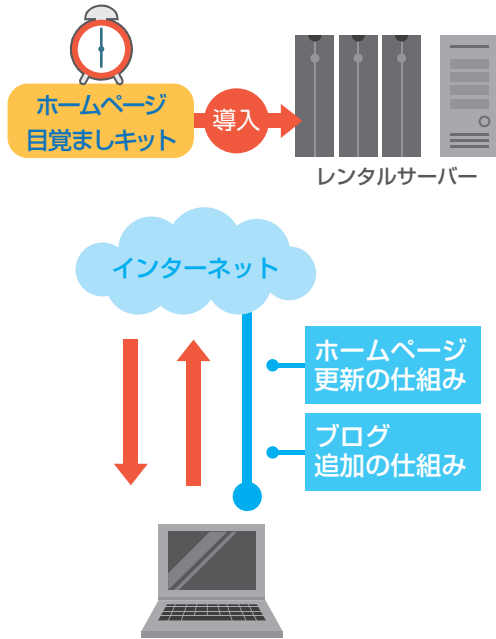 ホームページ
目覚ましキット
導入
レンタルサーバー
インターネット
ホームページ
更新の仕組み
ブログ
追加の仕組み